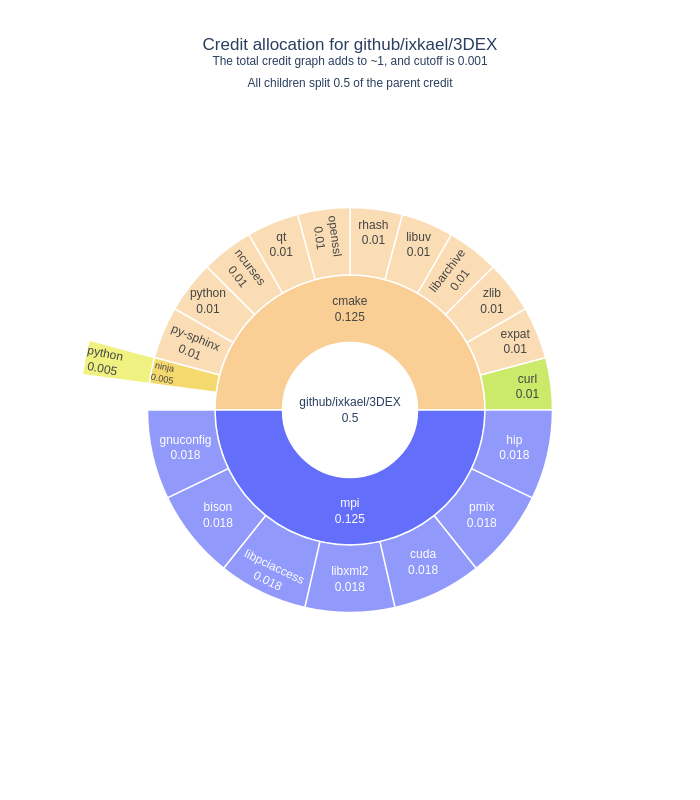 Credit allocation for github/ixkael/3DEX
The total credit graph adds to ~1, and cutoff is 0.001
All children split 0.5 of the parent credit
github/ixkael/3DEX
0.5
cmake
0.125
mpi
0.125
curl
0.01
expat
0.01
zlib
0.01
libarchive
0.01
libuv
0.01
rhash
0.01
openssl
0.01
qt
0.01
ncurses
0.01
python
0.01
py-sphinx
0.01
ninja
0.005
python
0.005
gnuconfig
0.018
bison
0.018
libpciaccess
0.018
libxml2
0.018
cuda
0.018
pmix
0.018
hip
0.018